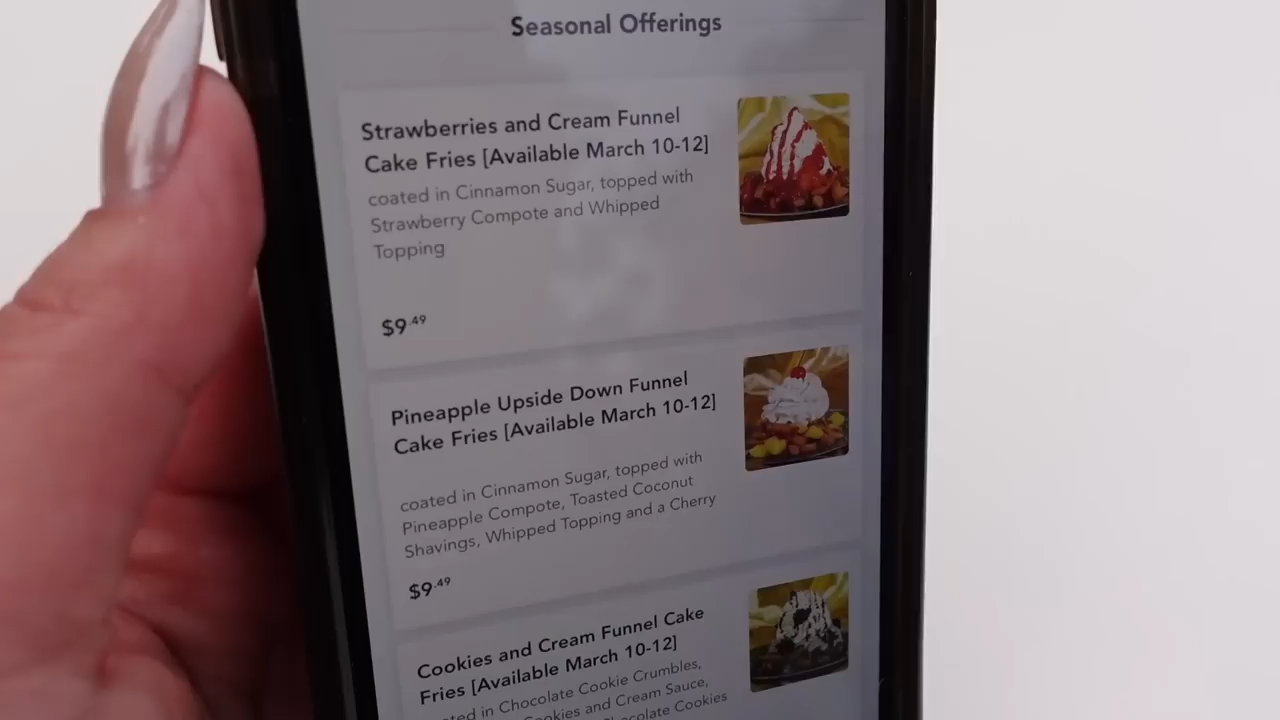 Seasonal Offerings
Strawberries and Cream Funnel
Cake Fries [Available March 10-12]
coated in Cinnamon Sugar, topped with
Strawberry Compote and Whipped
Topping
$9.49
Pineapple Upside Down Funnel
Cake Fries [Available March 10-12]
coated in Cinnamon Sugar, topped with
Pineapple Compote, Toasted Coconut
Shavings, Whipped Topping and a Cherry
$9.49
Cookies and Cream Funnel Cake
Fries [Available March 10-12]
in Chocolate Cookie Crumbles,
and Cream Sauce,
Cookies